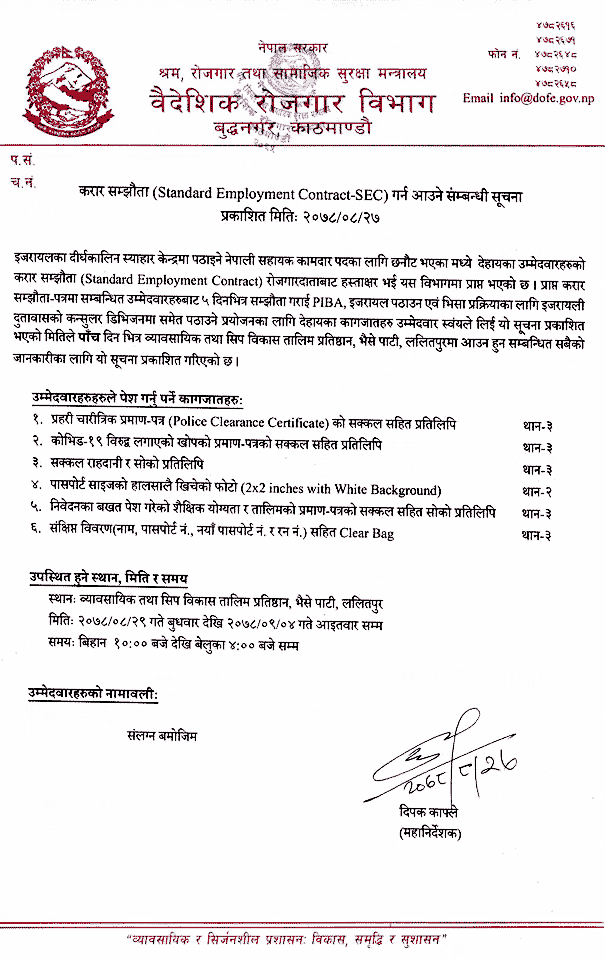 नेपाल सरकार
श्रम, रोजगार तथा सामाजिक सुरक्षा मन्त्रालय
वैदेशिक रोजगार विभाग
बुद्धनगर काठमाण्डौ
४७८२६१६
४७८२६७१
फोन नं. ४७८२६४८
४७८२७१०
४७८२६५८
Email info@dofe.gov.np
प.सं.
च.नं.
करार सम्झौता (Standard Employment Contract-SEC) गर्न आउने संम्बन्धी सूचना
प्रकाशित मितिः २०७८/०८/२७
इजरायलका दीर्घकालिन स्याहार केन्द्रमा पठाइने नेपाली सहायक कामदार पदका लागि छनौट भएका मध्ये देहायका उम्मेदवारहरुको
करार सम्झौता (Standard Employment Contract) रोजगारदाताबाट हस्ताक्षर भई यस विभागमा प्राप्त भएको छ । प्राप्त करार
सम्झौता-पत्रमा सम्बन्धित उम्मेदवारहरुबाट ५ दिनभित्र सम्झौता गराई PIBA, इजरायल पठाउन एवं भिसा प्रक्रियाका लागि इजरायली
दुतावासको कन्सुलर डिभिजनमा समेत पठाउने प्रयोजनका लागि देहायका कागजातहरु उम्मेदवार स्वंयले लिई यो सूचना प्रकाशित
भएको मितिले पाँच दिन भित्र व्यावसायिक तथा सिप विकास तालिम प्रतिष्ठान, भैसे पाटी, ललितपुरमा आउन हुन सम्बन्धित सबैको
जानकारीका लागि यो सूचना प्रकाशित गरिएको छ ।
उम्मेदवारहरुले पेश गर्नु पर्ने कागजातहरुः
१. प्रहरी चारीत्रिक प्रमाण-पत्र (Police Clearance Certificate) को सक्कल सहित प्रतिलिपि थान-३
२. कोभिड-१९ विरुद्ध लगाएको खोपको प्रमाण-पत्रको सक्कल सहित प्रतिलिपि थान-३
३. सक्कल राहदानी र सोको प्रतिलिपि थान-३
४. पासपोर्ट साइजको हालसालै खिचेको फोटो (2x2 inches with White Background) थान-२
५. निवेदनका बखत पेश गरेको शैक्षिक योग्यता र तालिमको प्रमाण-पत्रको सक्कल सहित सोको प्रतिलिपि थान-३
६. संक्षिप्त विवरण(नाम, पासपोर्ट नं., नयाँ पासपोर्ट नं. र रन नं.) सहित Clear Bag थान-३
उपस्थित हुने स्थान, मिति र समय
स्थानः व्यावसायिक तथा सिप विकास तालिम प्रतिष्ठान, भैसे पाटी, ललितपुर
मितिः २०७८/०८/२९ गते बुधवार देखि २०७८/०९/०४ गते आइतवार सम्म
समयः बिहान १०:०० बजे देखि बेलुका ४:०० बजे सम्म
उम्मेदवारहरुको नामावलीः
संलग्न बमोजिम
२०७८/८/२७
दिपक काफ्ले
(महानिर्देशक)
"व्यावसायिक र सिर्जनशील प्रशासनः विकास, समृद्धि र सुशासन"